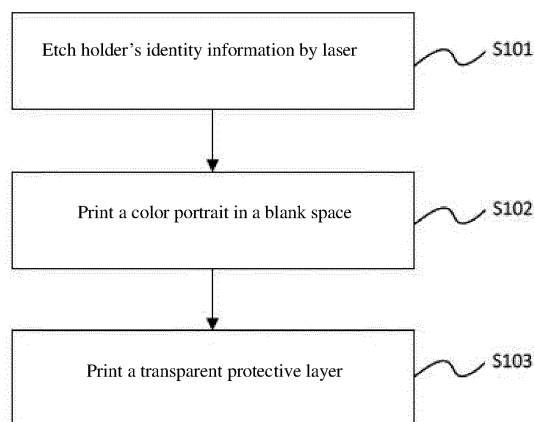 Etch holder's identity information by laser
S101
Print a color portrait in a blank space
S102
Print a transparent protective layer
S103